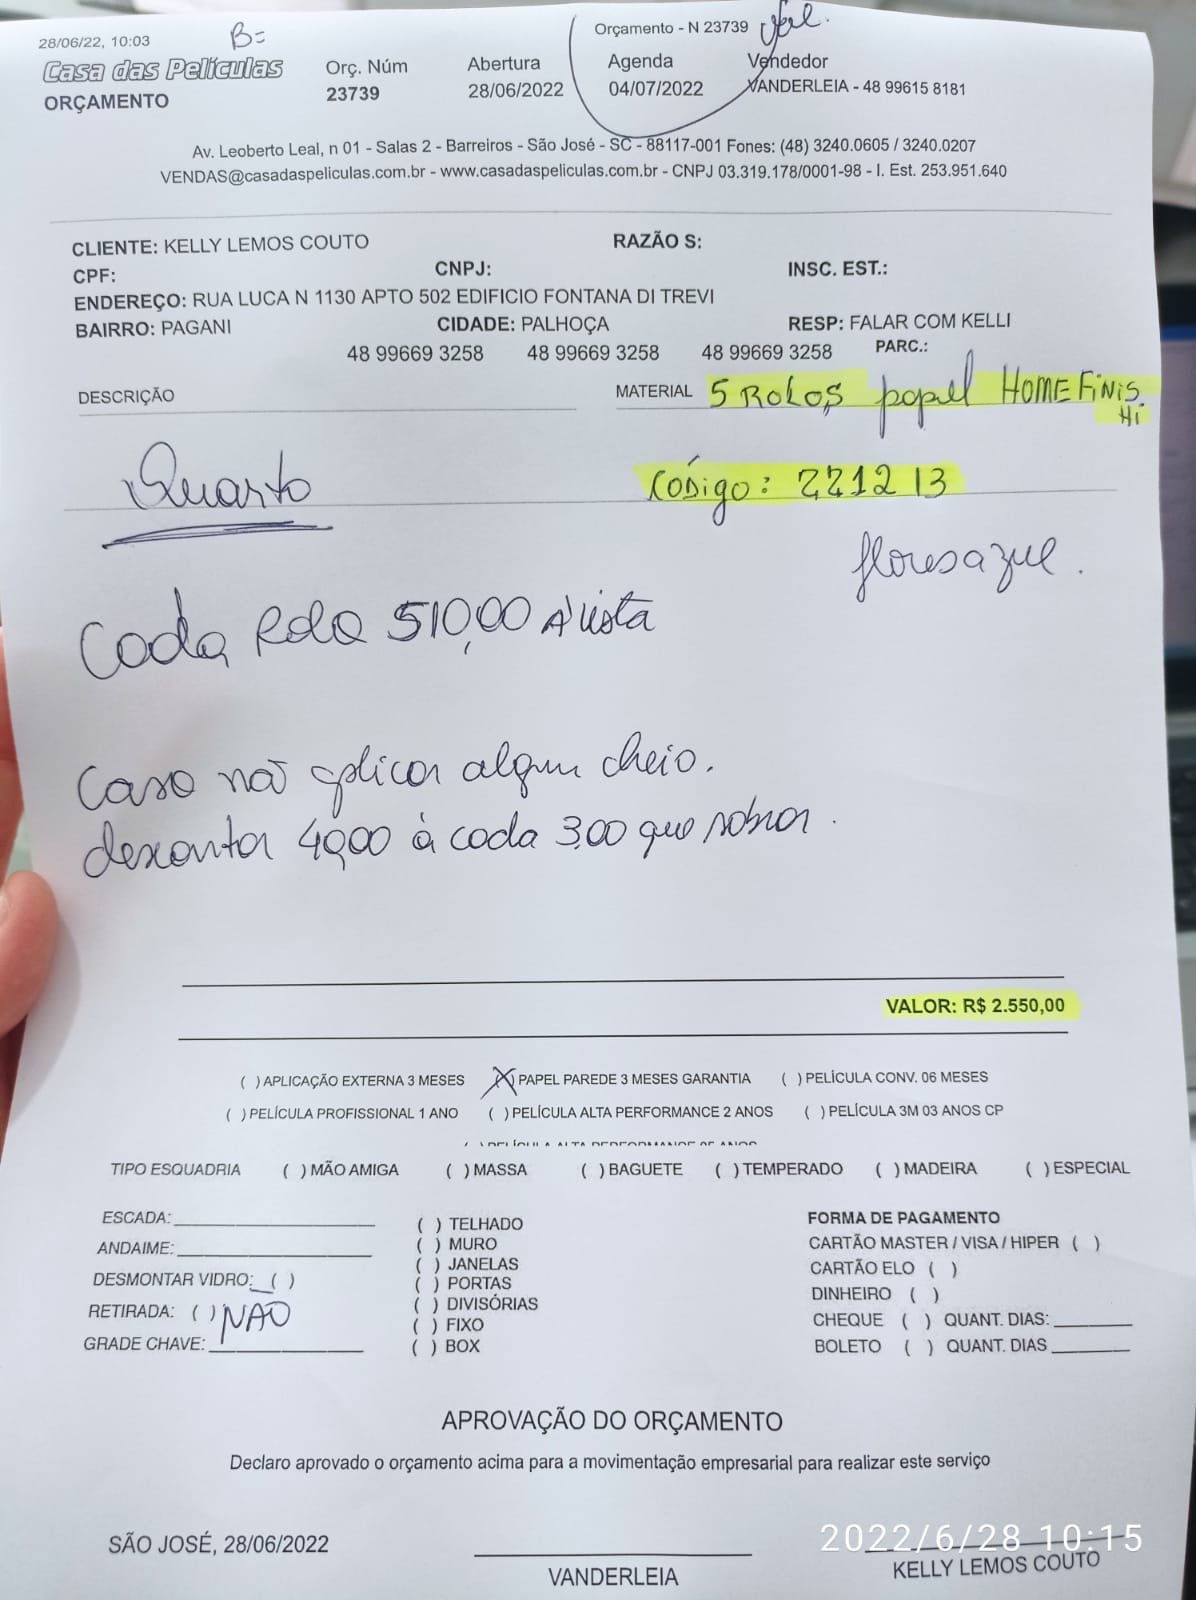 28/06/22, 10:03
B=
Orçamento - N 23739
Casa das Películas
ORÇAMENTO
Orç. Núm
23739
Abertura
28/06/2022
Agenda
04/07/2022
Vendedor
VANDERLEIA - 48 99615 8181
Av. Leoberto Leal, n 01 - Salas 2 - Barreiros - São José - SC - 88117-001 Fones: (48) 3240.0605 / 3240.0207
VENDAS@casadaspeliculas.com.br - www.casadaspeliculas.com.br - CNPJ 03.319.178/0001-98 - I. Est. 253.951.640
CLIENTE: KELLY LEMOS COUTO RAZÃO S:
CPF: CNPJ: INSC. EST.:
ENDEREÇO: RUA LUCA N 1130 APTO 502 EDIFICIO FONTANA DI TREVI
BAIRRO: PAGANI CIDADE: PALHOÇA RESP: FALAR COM KELLI
48 99669 3258 48 99669 3258 48 99669 3258 PARC.:
DESCRIÇÃO MATERIAL 5 Rolos papel HOME FiNiS.
Hi
Quarto Código: 221213
flores azul.
Cada Rolo 510,00 A'vista
Caso não aplicar algum cheio.
descontar 40,00 à cada 3,00 que sobrar.
VALOR: R$ 2.550,00
( ) APLICAÇÃO EXTERNA 3 MESES (X) PAPEL PAREDE 3 MESES GARANTIA ( ) PELÍCULA CONV. 06 MESES
( ) PELÍCULA PROFISSIONAL 1 ANO ( ) PELÍCULA ALTA PERFORMANCE 2 ANOS ( ) PELÍCULA 3M 03 ANOS CP
( ) PELÍCULA ALTA PERFORMANCE 05 ANOS
TIPO ESQUADRIA ( ) MÃO AMIGA ( ) MASSA ( ) BAGUETE ( ) TEMPERADO ( ) MADEIRA ( ) ESPECIAL
ESCADA:
ANDAIME:
DESMONTAR VIDRO: ( )
RETIRADA: ( ) NÃO
GRADE CHAVE:
( ) TELHADO
( ) MURO
( ) JANELAS
( ) PORTAS
( ) DIVISÓRIAS
( ) FIXO
( ) BOX
FORMA DE PAGAMENTO
CARTÃO MASTER / VISA / HIPER ( )
CARTÃO ELO ( )
DINHEIRO ( )
CHEQUE ( ) QUANT. DIAS:
BOLETO ( ) QUANT. DIAS
APROVAÇÃO DO ORÇAMENTO
Declaro aprovado o orçamento acima para a movimentação empresarial para realizar este serviço
SÃO JOSÉ, 28/06/2022
VANDERLEIA
2022/6/28 10:15
KELLY LEMOS COUTO